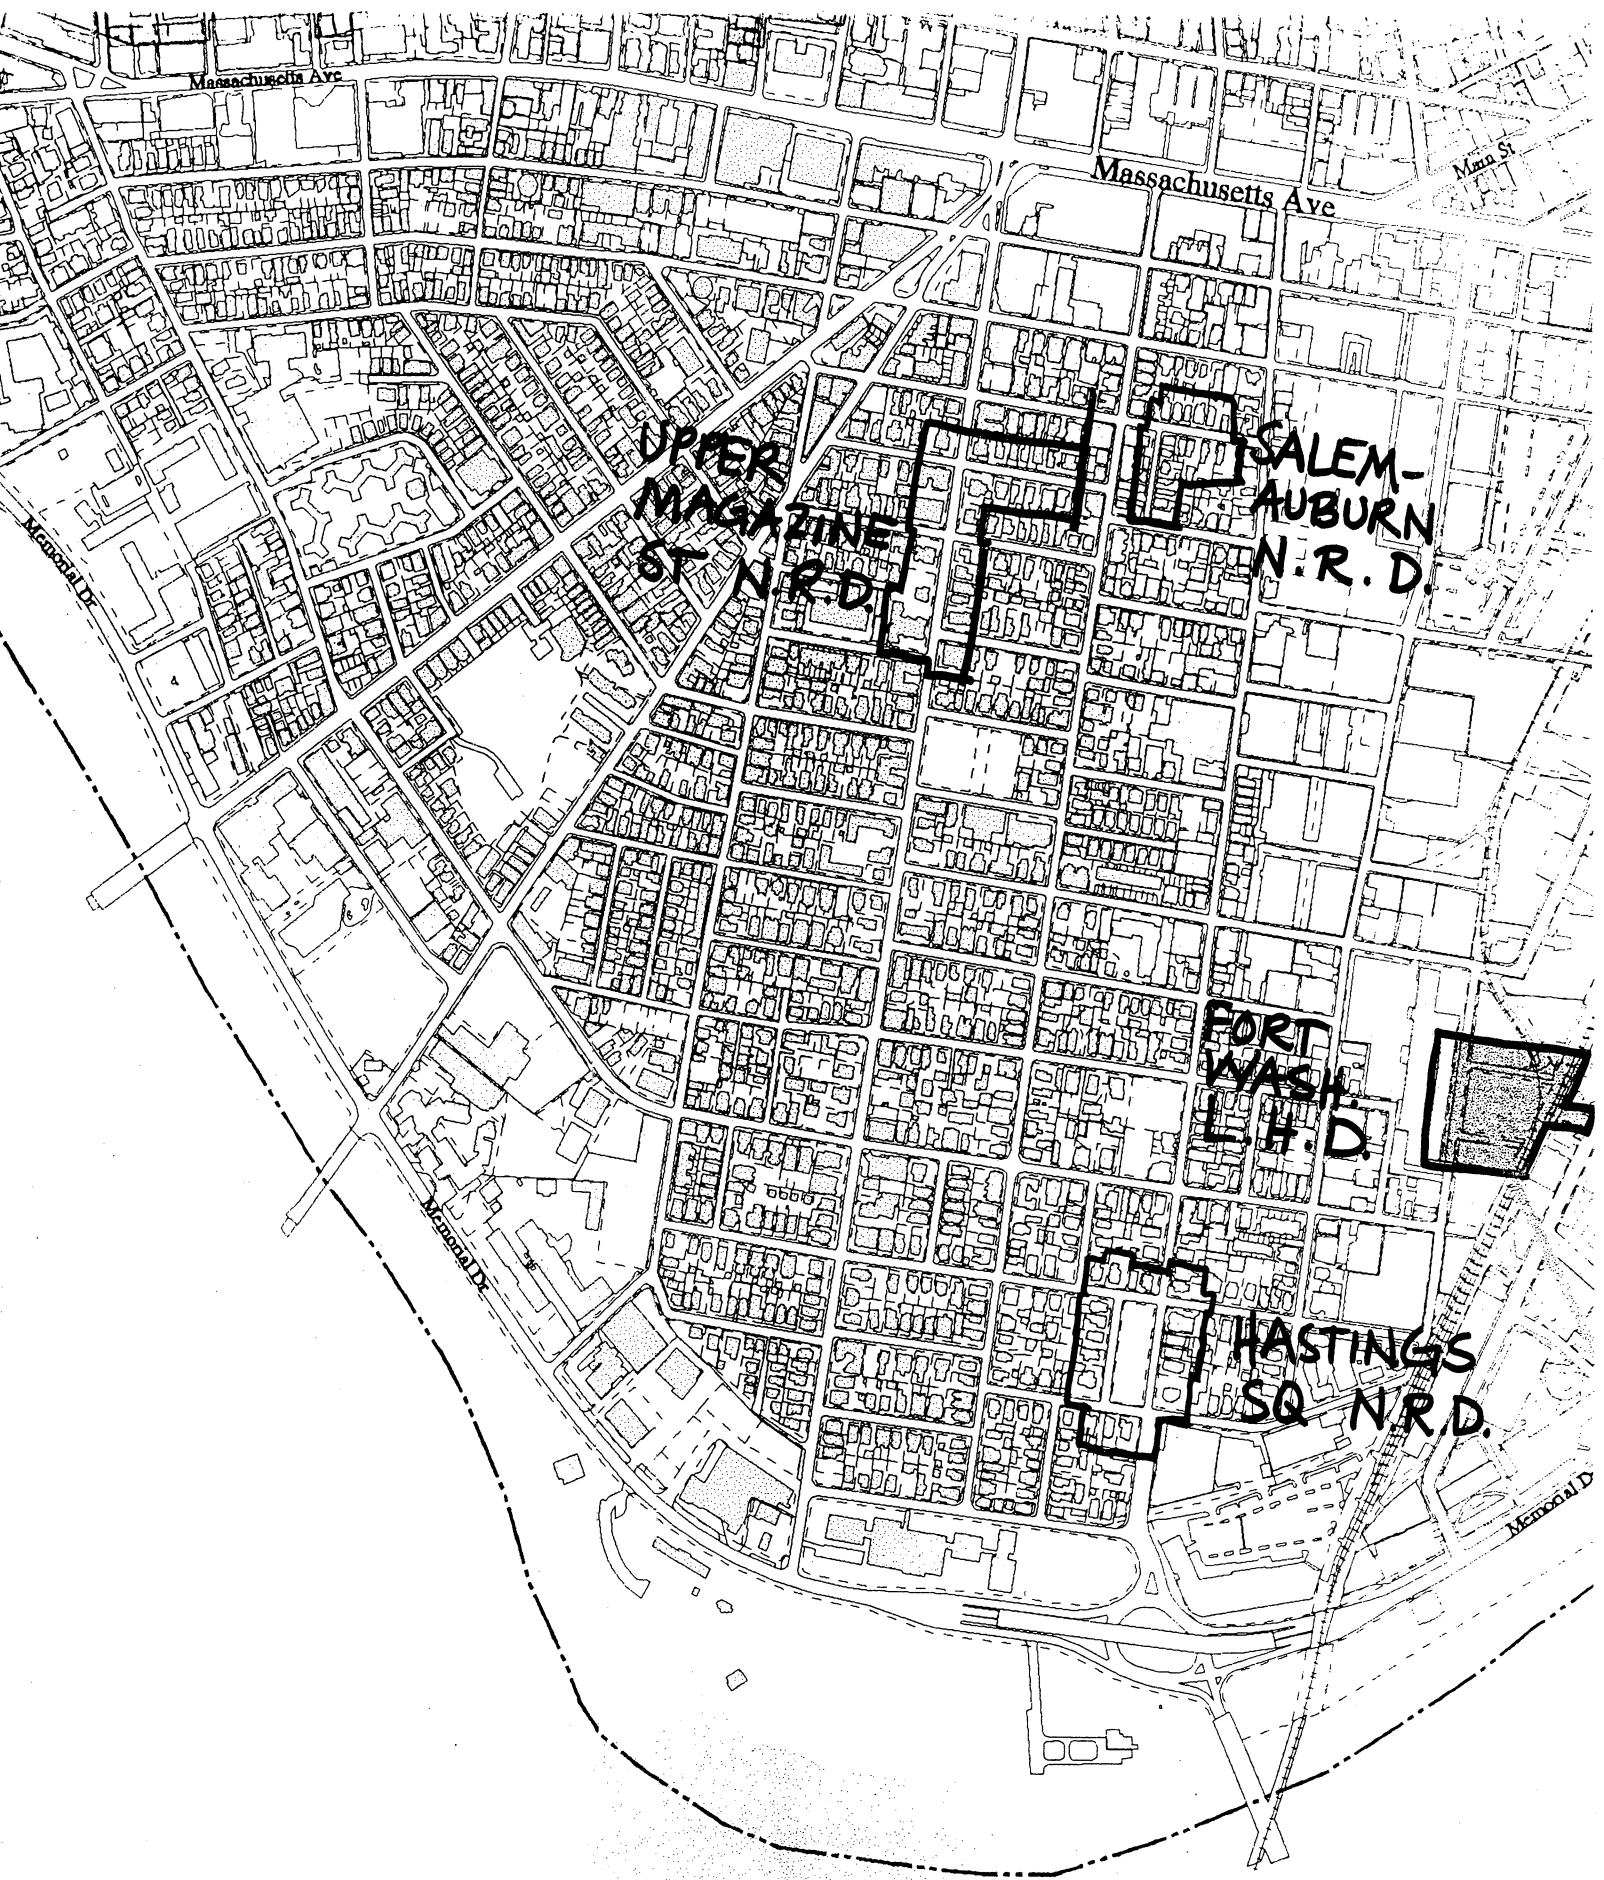 Massachusetts Ave
Main St
Massachusetts Ave
UPPER
MAGAZINE
ST N.R.D.
SALEM-
AUBURN
N.R.D.
Memorial Dr
FORT
WASH.
L.H.D.
Memorial Dr
HASTINGS
SQ N.R.D.
Memorial D